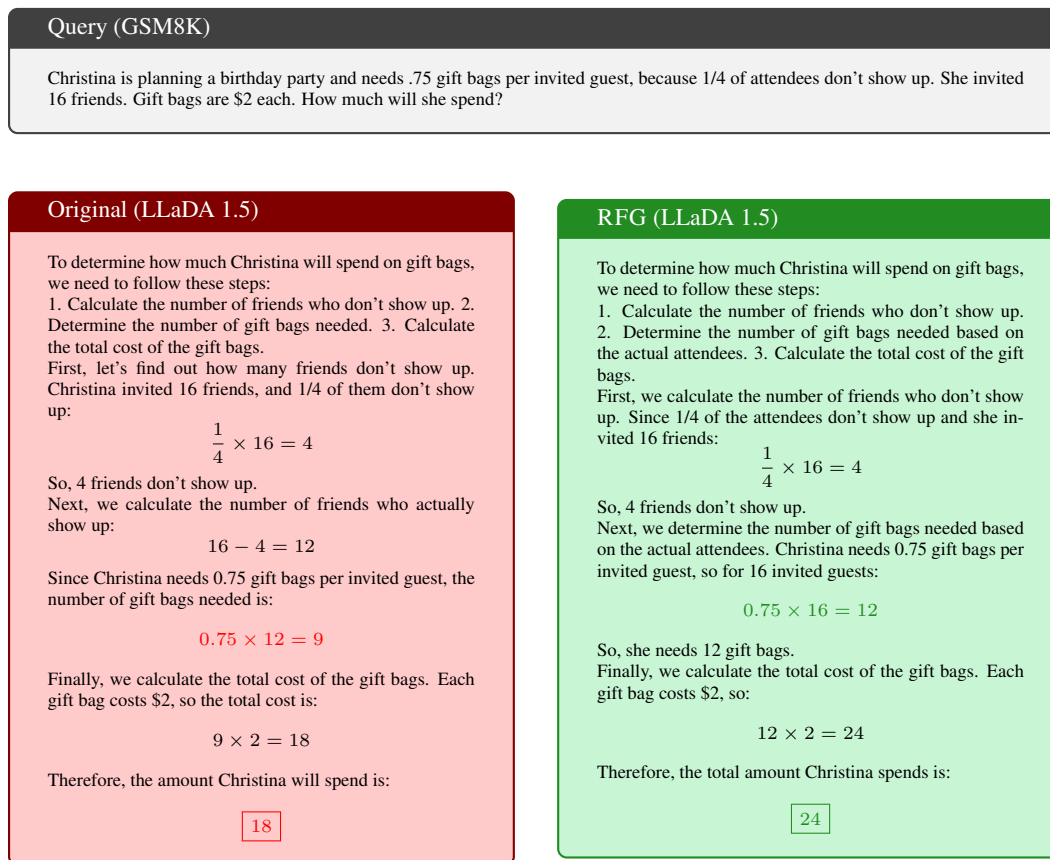 Query (GSM8K)
Christina is planning a birthday party and needs .75 gift bags per invited guest, because 1/4 of attendees don't show up. She invited
16 friends. Gift bags are $2 each. How much will she spend?
Original (LLaDA 1.5)
To determine how much Christina will spend on gift bags,
we need to follow these steps:
1. Calculate the number of friends who don't show up. 2.
Determine the number of gift bags needed. 3. Calculate
the total cost of the gift bags.
First, let's find out how many friends don't show up.
Christina invited 16 friends, and 1/4 of them don't show
up:
1/4 × 16 = 4
So, 4 friends don't show up.
Next, we calculate the number of friends who actually
show up:
16 − 4 = 12
Since Christina needs 0.75 gift bags per invited guest, the
number of gift bags needed is:
0.75 × 12 = 9
Finally, we calculate the total cost of the gift bags. Each
gift bag costs $2, so the total cost is:
9 × 2 = 18
Therefore, the amount Christina will spend is:
18
RFG (LLaDA 1.5)
To determine how much Christina will spend on gift bags,
we need to follow these steps:
1. Calculate the number of friends who don't show up.
2. Determine the number of gift bags needed based on
the actual attendees. 3. Calculate the total cost of the gift
bags.
First, we calculate the number of friends who don't show
up. Since 1/4 of the attendees don't show up and she in-
vited 16 friends:
1/4 × 16 = 4
So, 4 friends don't show up.
Next, we determine the number of gift bags needed based
on the actual attendees. Christina needs 0.75 gift bags per
invited guest, so for 16 invited guests:
0.75 × 16 = 12
So, she needs 12 gift bags.
Finally, we calculate the total cost of the gift bags. Each
gift bag costs $2, so:
12 × 2 = 24
Therefore, the total amount Christina spends is:
24